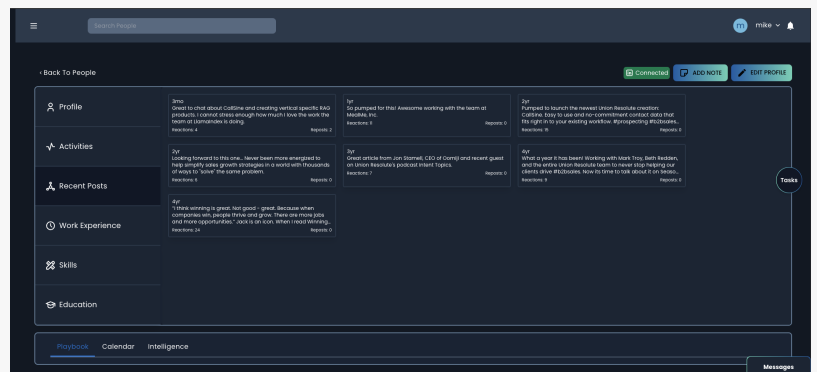 Search People
m
mike
‹ Back To People
Connected
ADD NOTE
EDIT PROFILE
Profile
Activities
Recent Posts
Work Experience
Skills
Education
3mo
Great to chat about CallSine and creating vertical specific RAG
products. I cannot stress enough how much I love the work the
team at LlamaIndex is doing.
Reactions: 4
Reposts: 2
1yr
So pumped for this! Awesome working with the team at
MedMe, Inc.
Reactions: 11
Reposts: 0
2yr
Pumped to launch the newest Union Resolute creation:
CallSine. Easy to use and no-commitment contact data that
fits right in to your existing workflow. #prospecting #b2bsales...
Reactions: 15
Reposts: 0
2yr
Looking forward to this one... Never been more energized to
help simplify sales growth strategies in a world with thousands
of ways to "solve" the same problem.
Reactions: 5
Reposts: 0
3yr
Great article from Jon Stamell, CEO of Oomiji and recent guest
on Union Resolute's podcast Intent Topics.
Reactions: 7
Reposts: 0
4yr
What a year it has been! Working with Mark Troy, Beth Redden,
and the entire Union Resolute team to never stop helping our
clients drive #b2bsales. Now its time to talk about it on Seaso...
Reactions: 9
Reposts: 0
4yr
"I think winning is great. Not good - great. Because when
companies win, people thrive and grow. There are more jobs
and more opportunities." Jack is an icon. When I read Winning...
Reactions: 24
Reposts: 0
Tasks
Playbook
Calendar
Intelligence
Messages